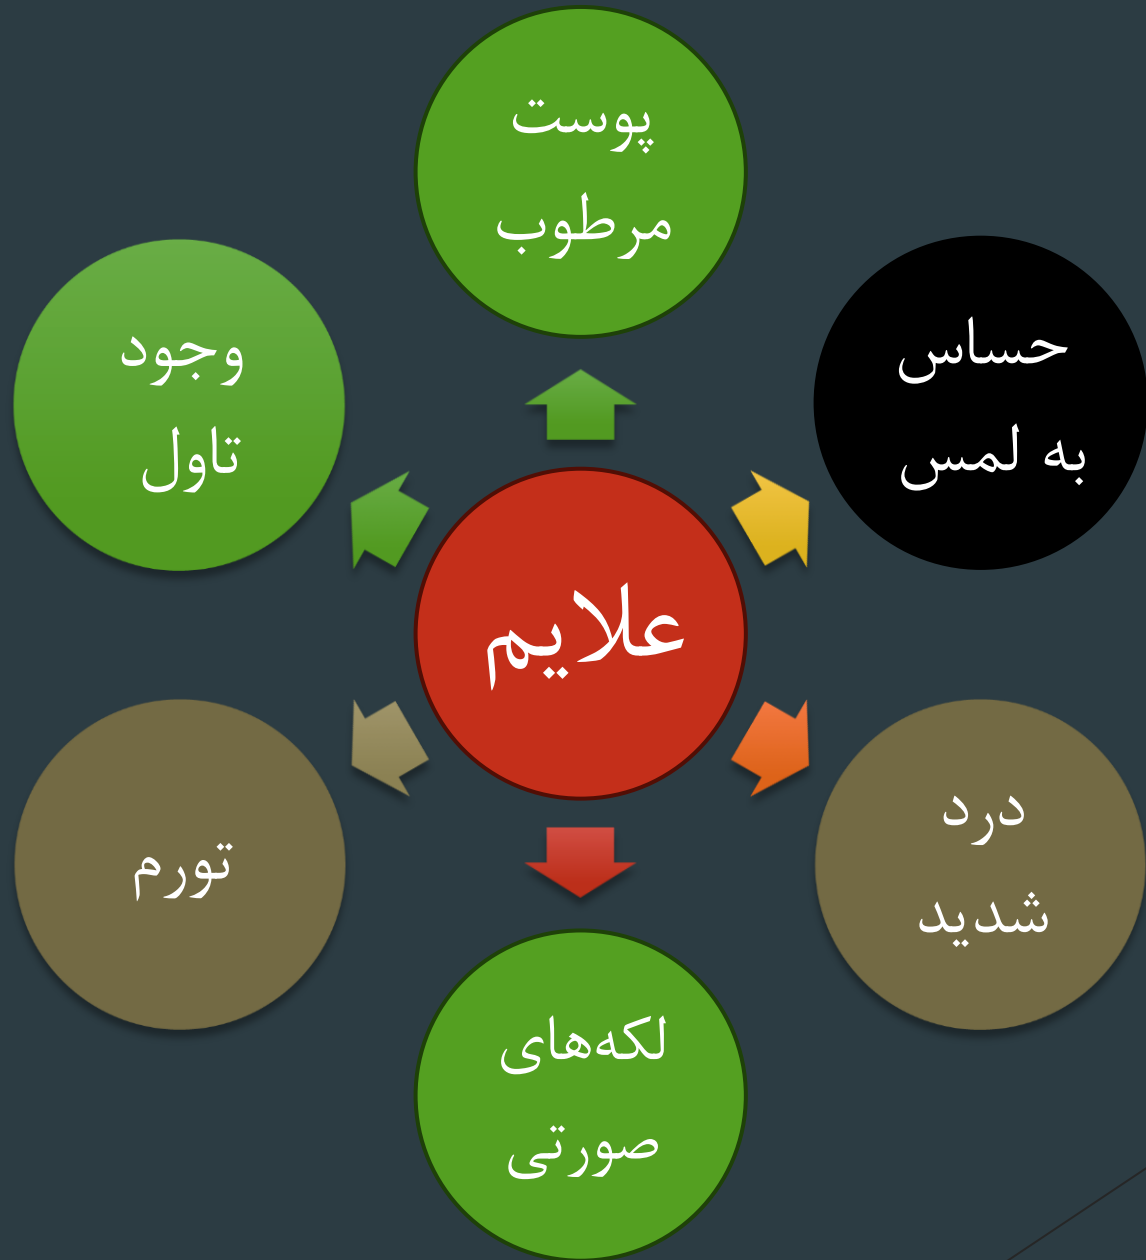 پوست
مرطوب
حساس
به لمس
وجود
تاول
علایم
درد
شدید
تورم
لکه‌های
صورتی